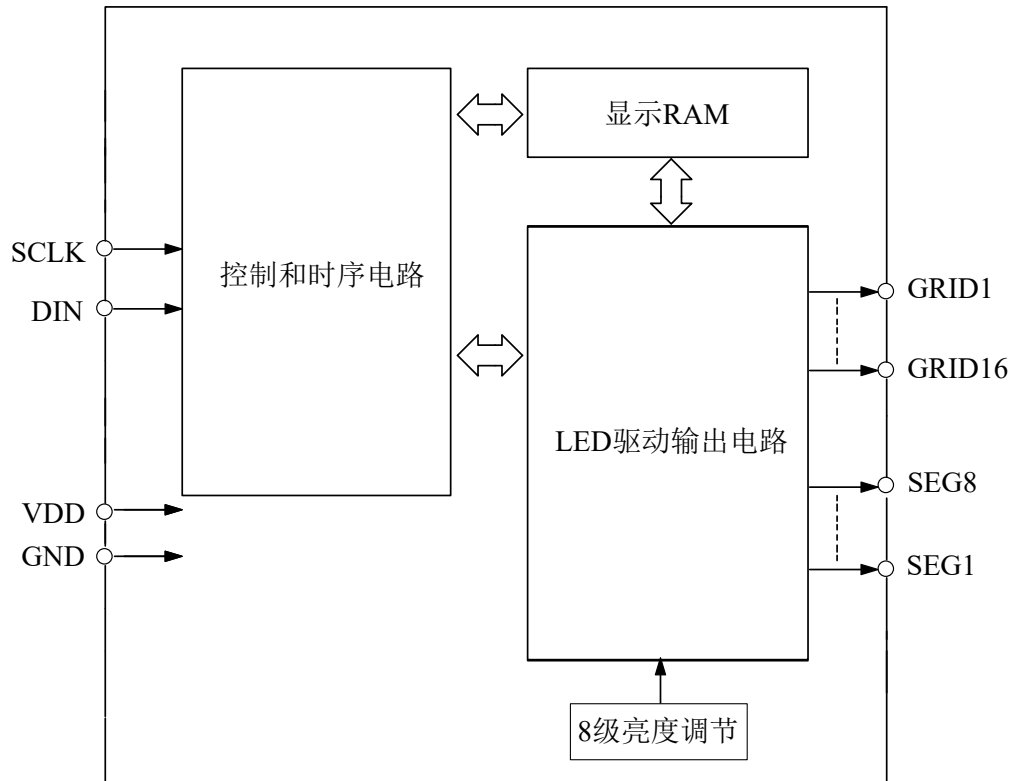 显示RAM
SCLK
控制和时序电路
DIN
GRID1
GRID16
LED驱动输出电路
SEG8
VDD
GND
SEG1
8级亮度调节